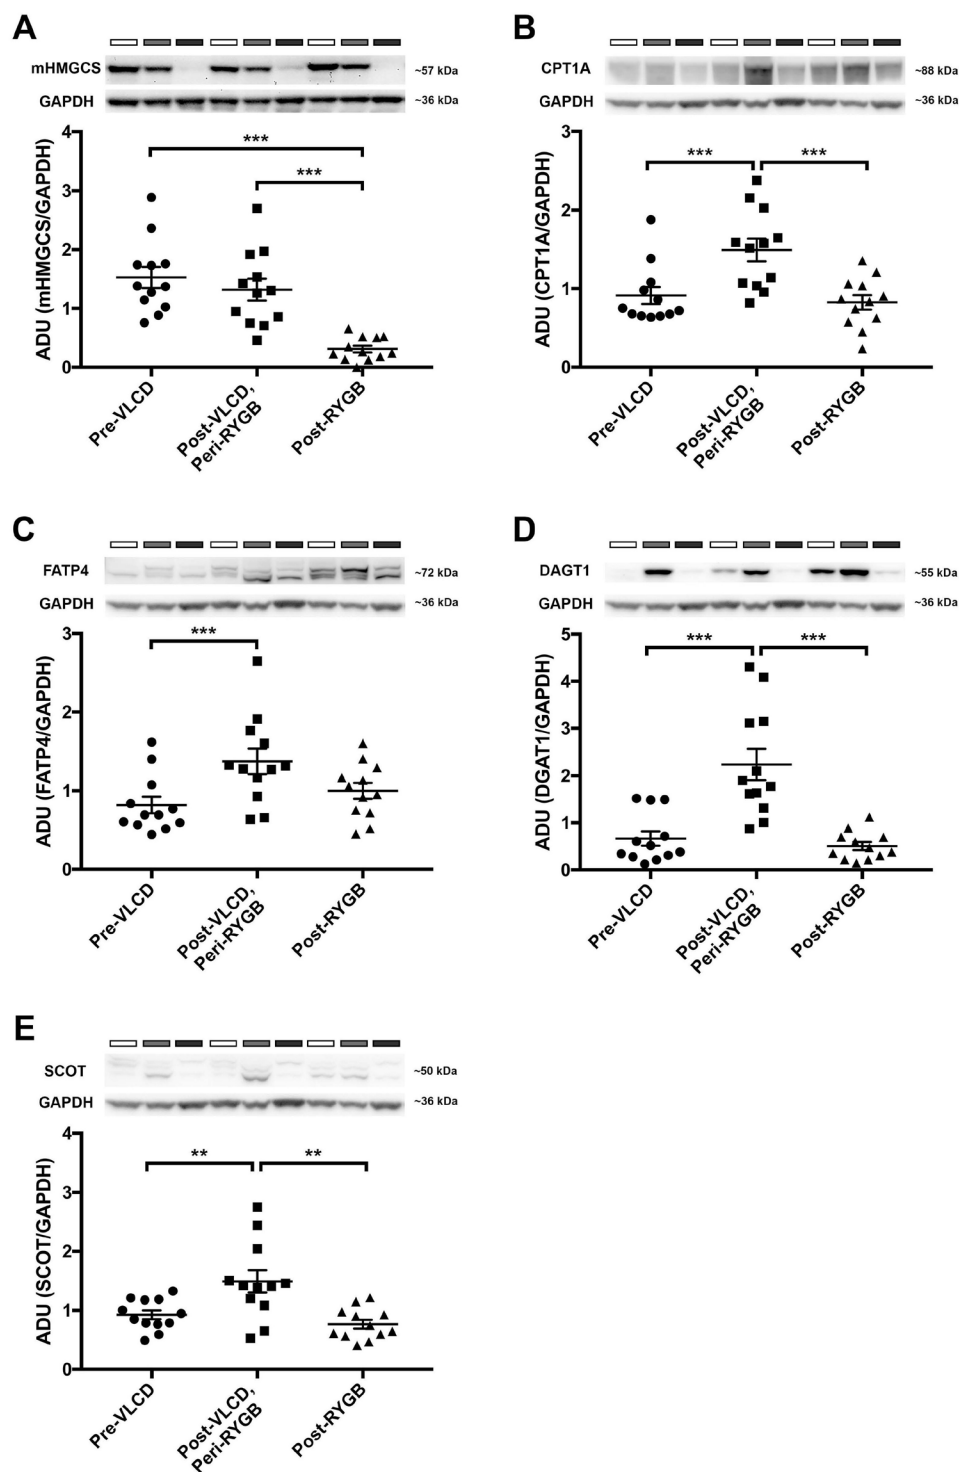 A
mHMGCS
~57 kDa
GAPDH
~36 kDa
4
3
2
1
0
ADU (mHMGCS/GAPDH)
***
***
Pre-VLCD
Post-VLCD,
Peri-RYGB
Post-RYGB
B
CPT1A
~88 kDa
GAPDH
~36 kDa
3
2
1
0
ADU (CPT1A/GAPDH)
***
***
Pre-VLCD
Post-VLCD,
Peri-RYGB
Post-RYGB
C
FATP4
~72 kDa
GAPDH
~36 kDa
3
2
1
0
ADU (FATP4/GAPDH)
***
Pre-VLCD
Post-VLCD,
Peri-RYGB
Post-RYGB
D
DAGT1
~55 kDa
GAPDH
~36 kDa
5
4
3
2
1
0
ADU (DGAT1/GAPDH)
***
***
Pre-VLCD
Post-VLCD,
Peri-RYGB
Post-RYGB
E
SCOT
~50 kDa
GAPDH
~36 kDa
4
3
2
1
0
ADU (SCOT/GAPDH)
**
**
Pre-VLCD
Post-VLCD,
Peri-RYGB
Post-RYGB